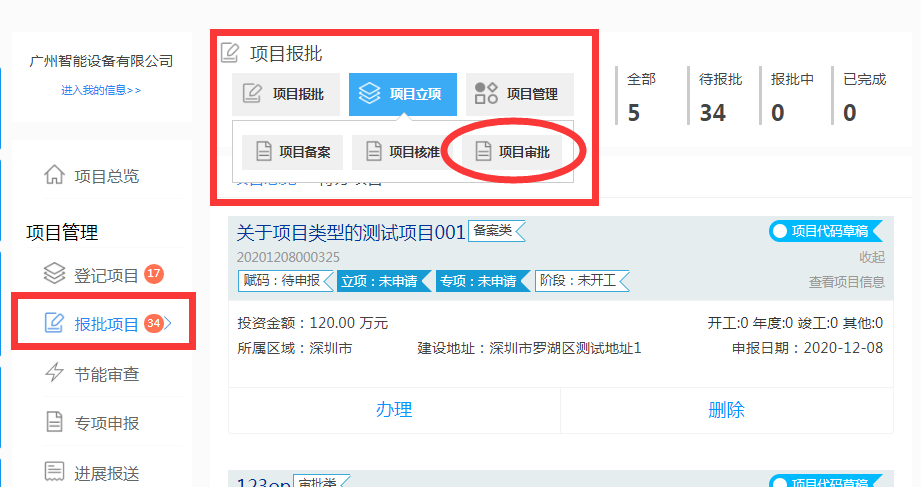 广州智能设备有限公司
进入我的信息>>
项目总览
项目管理
登记项目 17
报批项目 34
节能审查
专项申报
进展报送
项目报批
项目报批 项目立项 项目管理
项目备案 项目核准 项目审批
全部 待报批 报批中 已完成
5 34 0 0
关于项目类型的测试项目001 备案类 项目代码草稿
20201208000325 收起
赋码：待申报 立项：未申请 专项：未申请 阶段：未开工 查看项目信息
投资金额：120.00 万元 开工:0 年度:0 竣工:0 其他:0
所属区域：深圳市 建设地址：深圳市罗湖区测试地址1 申报日期：2020-12-08
办理 删除
123op 审批类 项目代码草稿